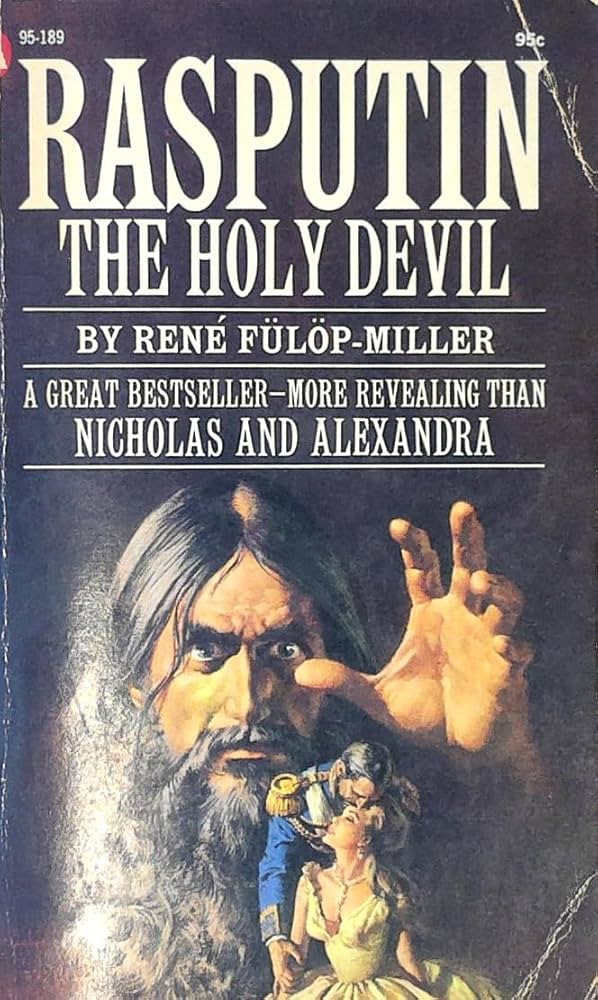 95-189
95c
RASPUTIN
THE HOLY DEVIL
BY RENÉ FÜLÖP-MILLER
A GREAT BESTSELLER—MORE REVEALING THAN
NICHOLAS AND ALEXANDRA